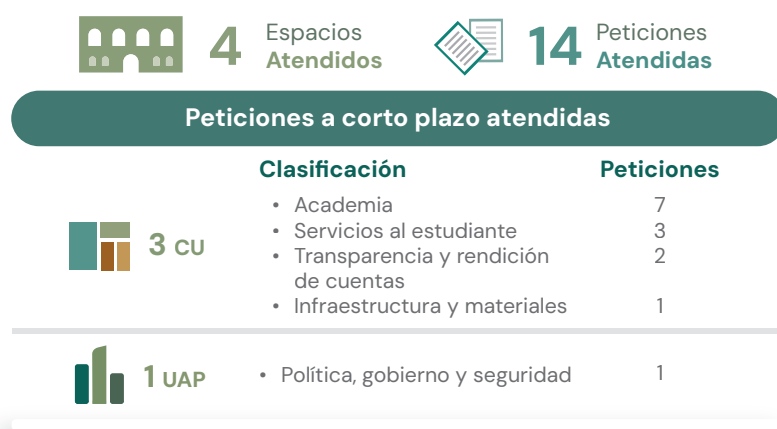 4 Espacios Atendidos
14 Peticiones Atendidas
Peticiones a corto plazo atendidas
Clasificación Peticiones
3 CU
• Academia 7
• Servicios al estudiante 3
• Transparencia y rendición 2
de cuentas
• Infraestructura y materiales 1
1 UAP
• Política, gobierno y seguridad 1